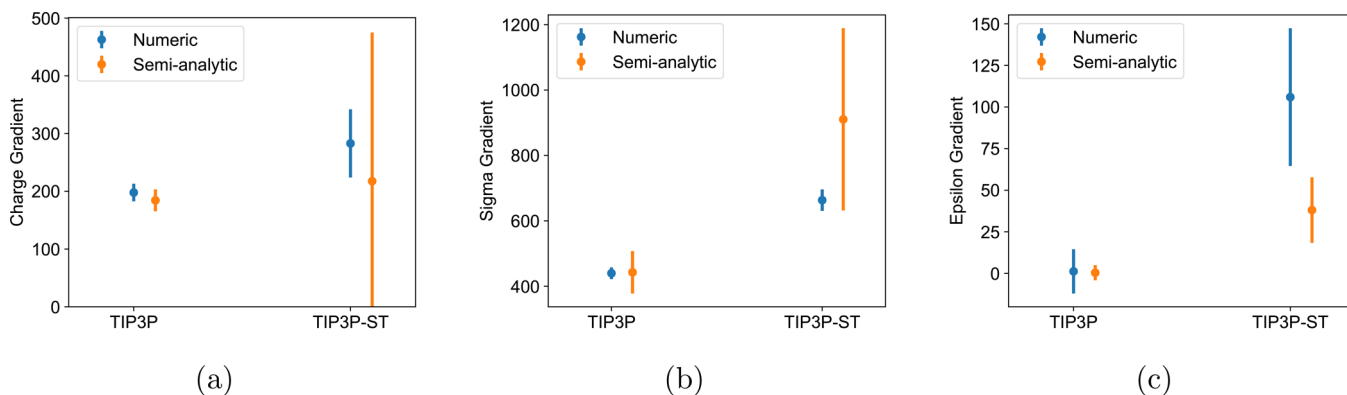 500
400
300
200
100
0
Charge Gradient
Numeric
Semi-analytic
TIP3P
TIP3P-ST
(a)
1200
1000
800
600
400
Sigma Gradient
Numeric
Semi-analytic
TIP3P
TIP3P-ST
(b)
150
125
100
75
50
25
0
Epsilon Gradient
Numeric
Semi-analytic
TIP3P
TIP3P-ST
(c)